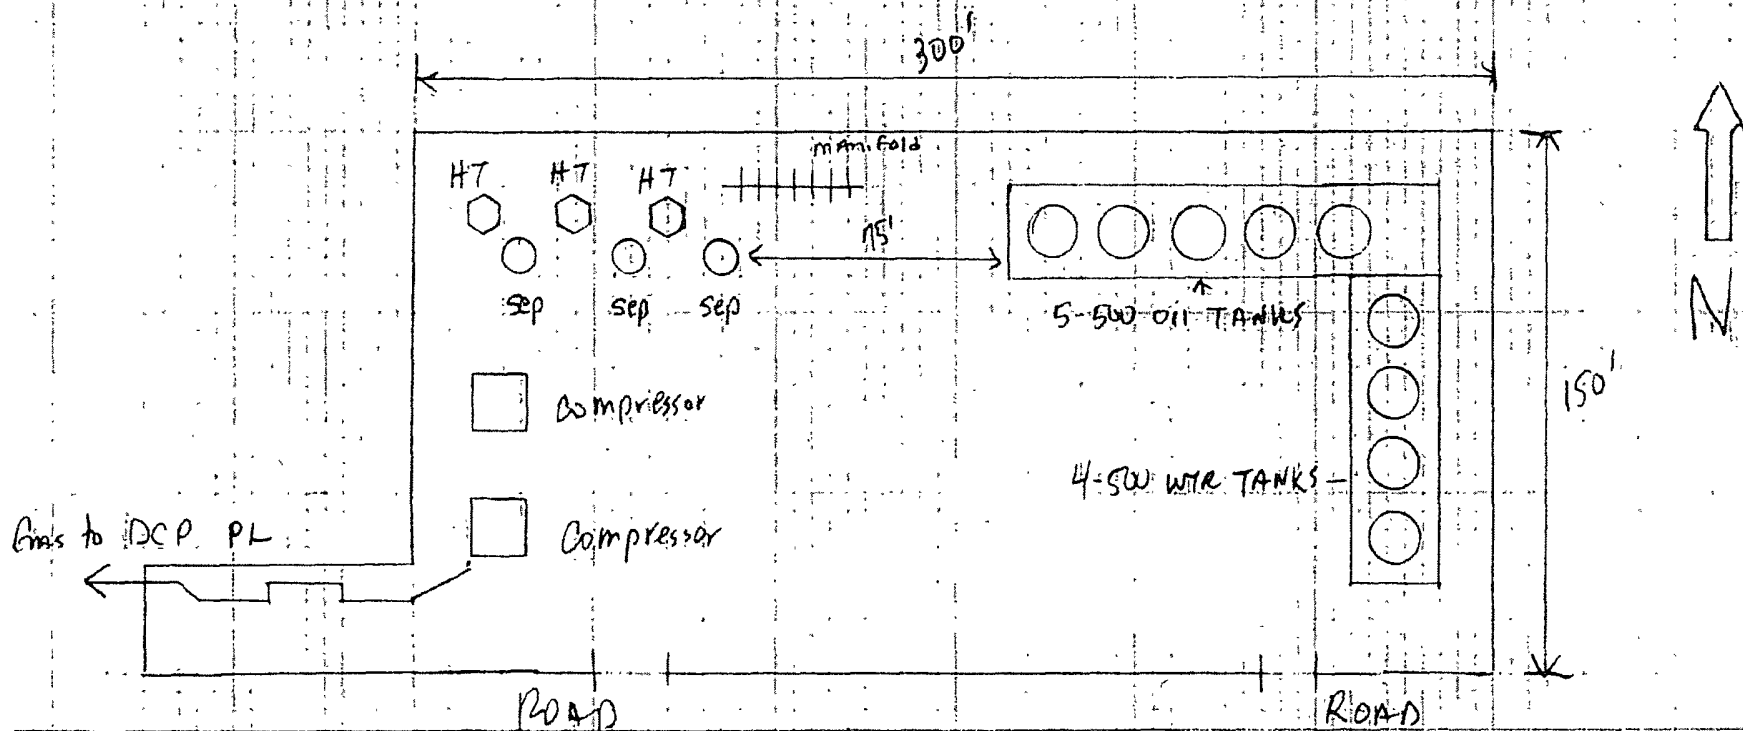 300'
manifold
HT HT HT
75'
sep sep sep
5-500 Oil TANKS
Compressor
150'
4-500 WTR TANKS
Compressor
Gas to DCP PL
ROAD ROAD
N